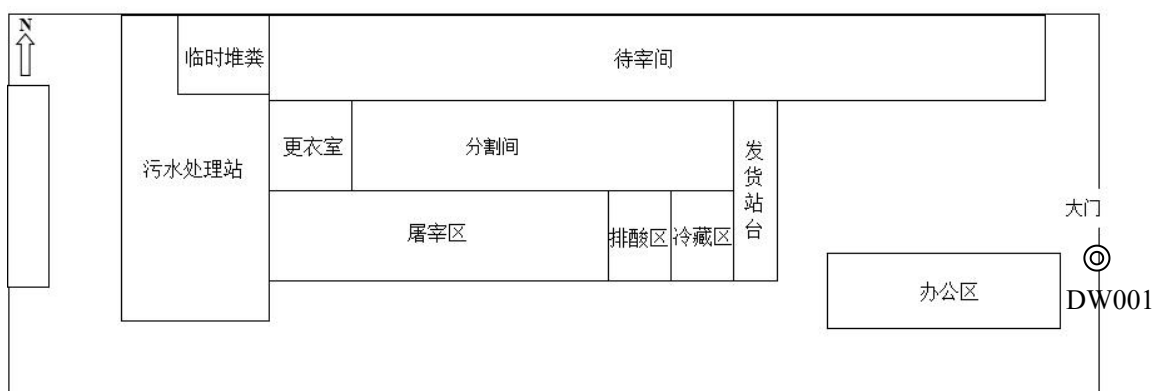 N
临时堆粪
待宰间
更衣室
分割间
发货站台
污水处理站
大门
屠宰区
排酸区
冷藏区
办公区
DW001